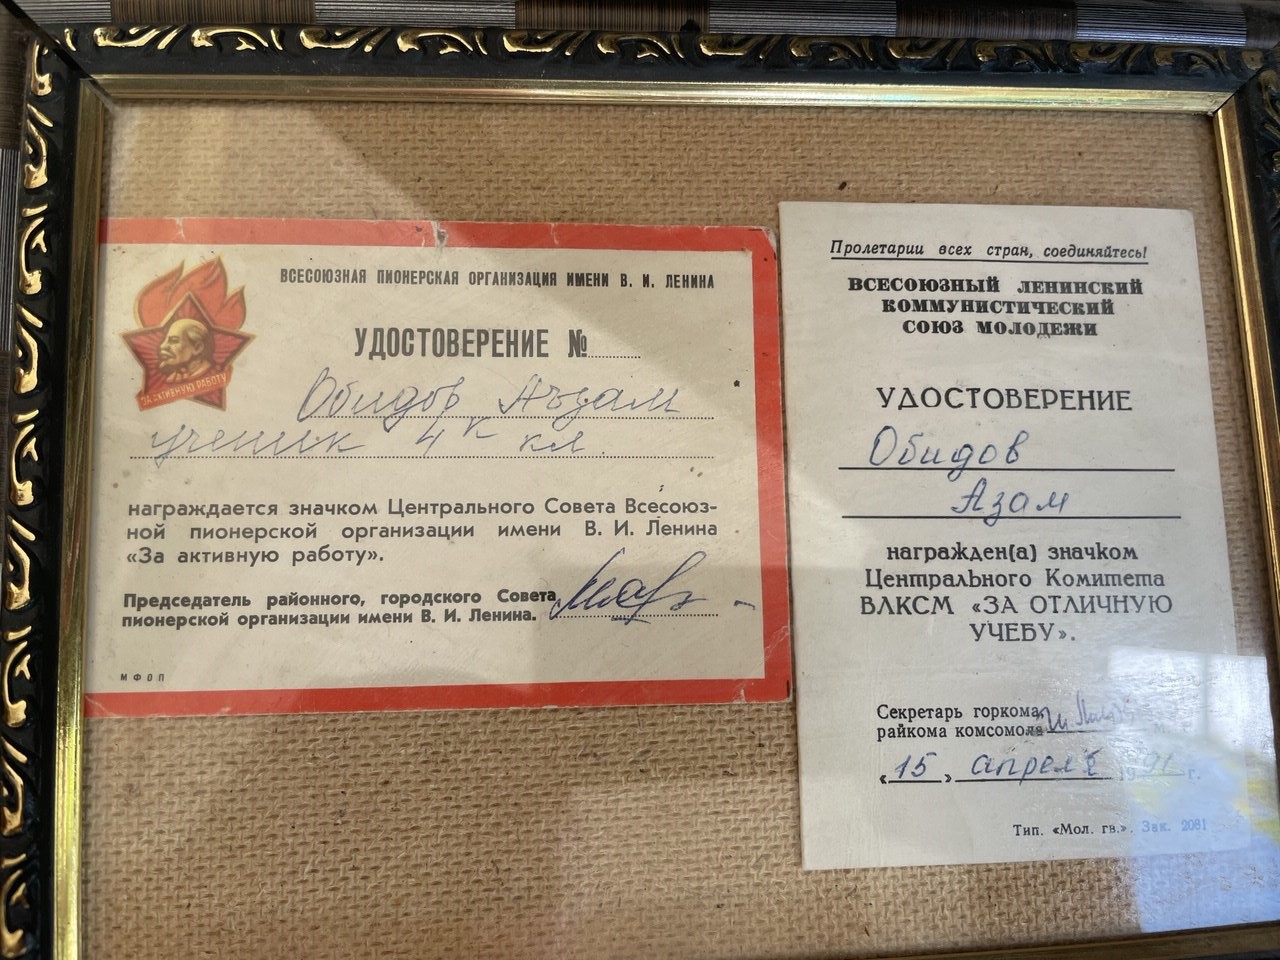 ВСЕСОЮЗНАЯ ПИОНЕРСКАЯ ОРГАНИЗАЦИЯ ИМЕНИ В. И. ЛЕНИНА
УДОСТОВЕРЕНИЕ №
ЗА АКТИВНУЮ РАБОТУ
Обидов Аъзам
ученик 4 к кл.
награждается значком Центрального Совета Всесоюз-
ной пионерской организации имени В. И. Ленина
«За активную работу».
Председатель районного, городского Совета
пионерской организации имени В. И. Ленина.
МФОП
Пролетарии всех стран, соединяйтесь!
ВСЕСОЮЗНЫЙ ЛЕНИНСКИЙ
КОММУНИСТИЧЕСКИЙ
СОЮЗ МОЛОДЕЖИ
УДОСТОВЕРЕНИЕ
Обидов
Азам
награжден(а) значком
Центрального Комитета
ВЛКСМ «ЗА ОТЛИЧНУЮ
УЧЕБУ».
Секретарь горкома,
райкома комсомола
«15» апреля 1991 г.
Тип. «Мол. гв.». Зак. 2081